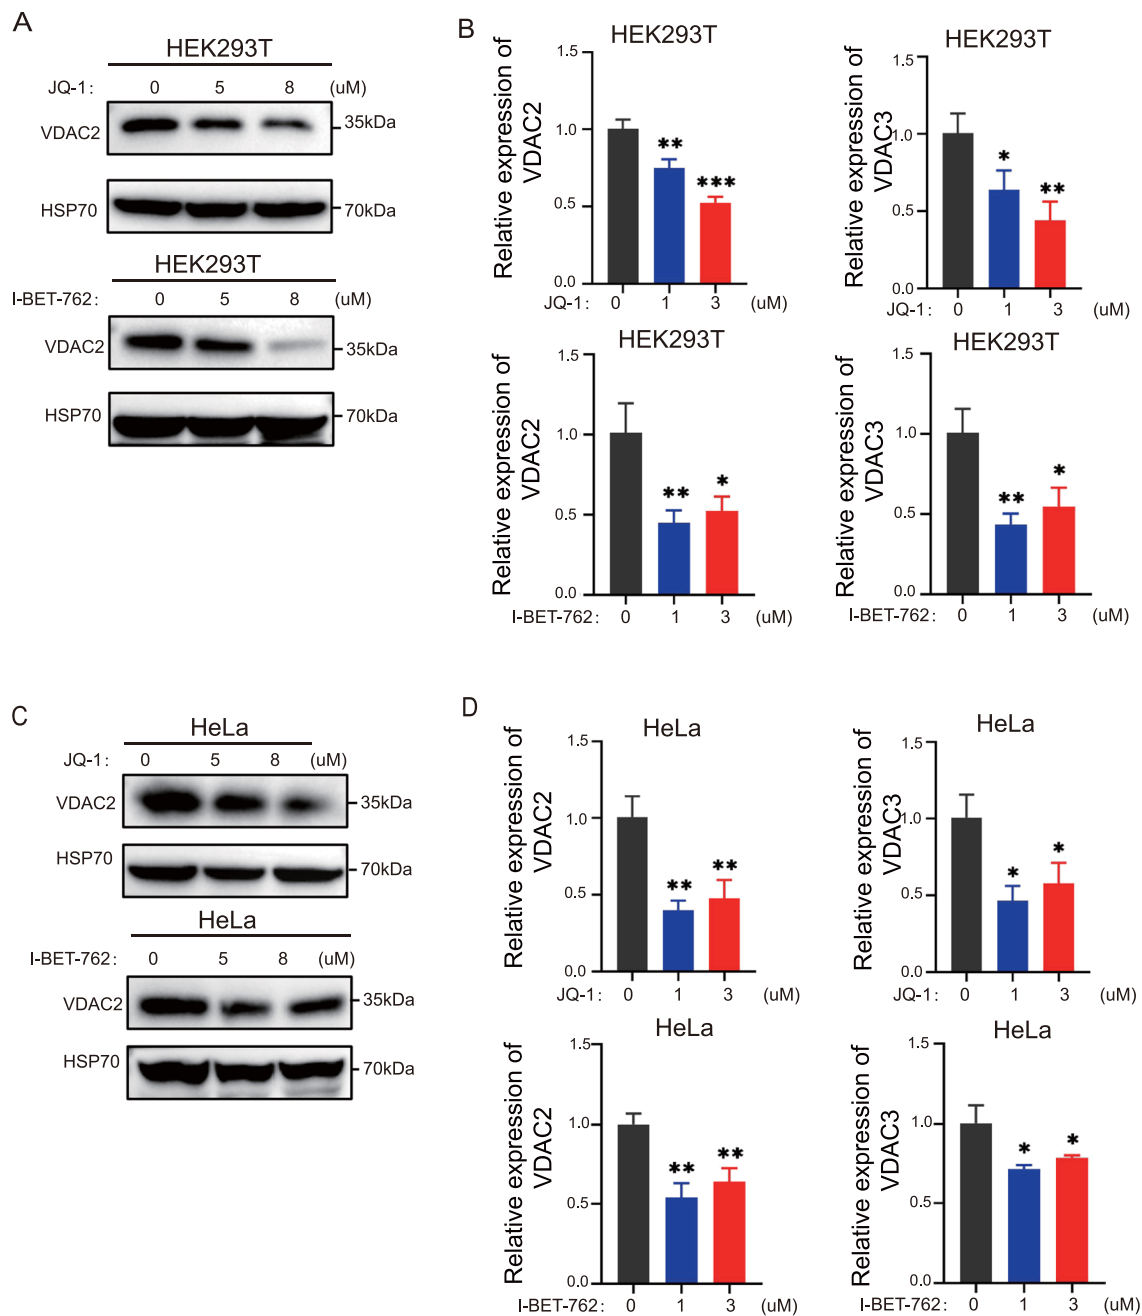 A
HEK293T
JQ-1: 0 5 8 (uM)
VDAC2 35kDa
HSP70 70kDa
HEK293T
I-BET-762: 0 5 8 (uM)
VDAC2 35kDa
HSP70 70kDa
B
HEK293T
Relative expression of
VDAC2
1.5
1.0
0.5
0.0
** ***
JQ-1: 0 1 3 (uM)
HEK293T
Relative expression of
VDAC3
1.5
1.0
0.5
0.0
* **
JQ-1: 0 1 3 (uM)
HEK293T
Relative expression of
VDAC2
1.5
1.0
0.5
0.0
** *
I-BET-762: 0 1 3 (uM)
HEK293T
Relative expression of
VDAC3
1.5
1.0
0.5
0.0
** *
I-BET-762: 0 1 3 (uM)
C
HeLa
JQ-1: 0 5 8 (uM)
VDAC2 35kDa
HSP70 70kDa
HeLa
I-BET-762: 0 5 8 (uM)
VDAC2 35kDa
HSP70 70kDa
D
HeLa
Relative expression of
VDAC2
1.5
1.0
0.5
0.0
** **
JQ-1: 0 1 3 (uM)
HeLa
Relative expression of
VDAC3
1.5
1.0
0.5
0.0
* *
JQ-1: 0 1 3 (uM)
HeLa
Relative expression of
VDAC2
1.5
1.0
0.5
0.0
** **
I-BET-762: 0 1 3 (uM)
HeLa
Relative expression of
VDAC3
1.5
1.0
0.5
0.0
* *
I-BET-762: 0 1 3 (uM)